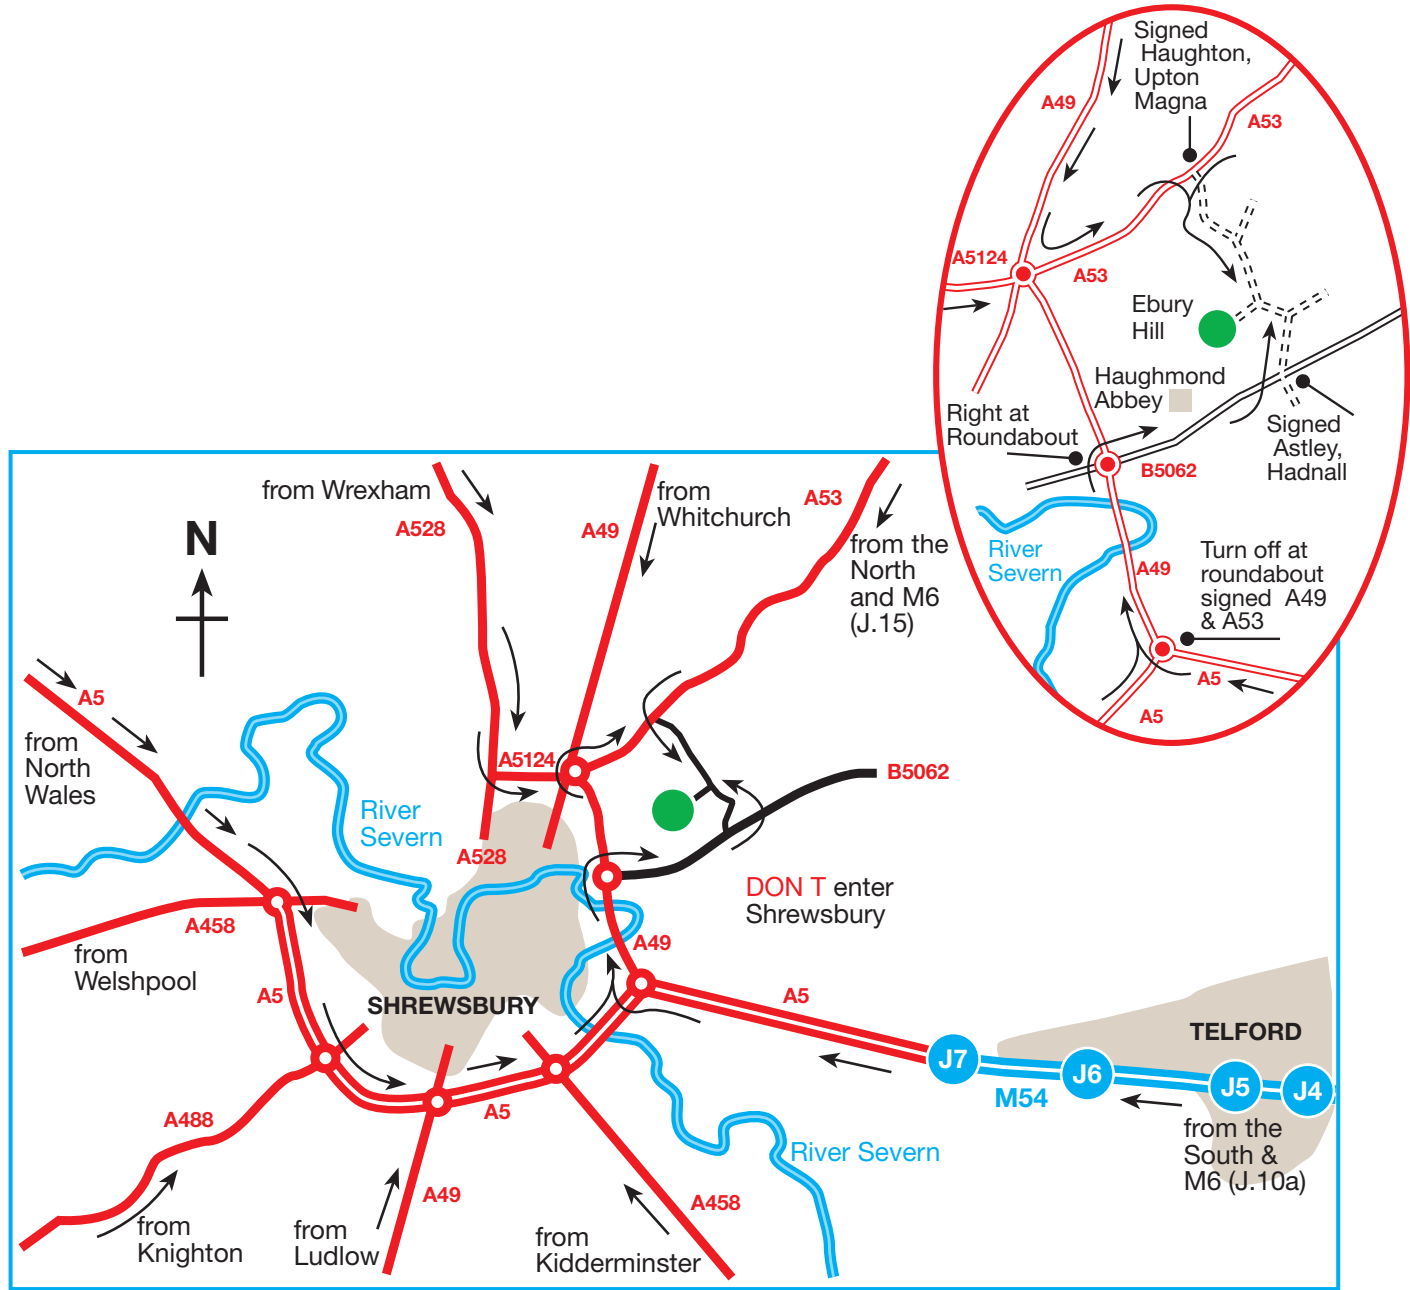 Signed
Haughton,
Upton
Magna
A49
A53
A5124
A53
Ebury
Hill
Haughmond
Abbey
Right at
Roundabout
Signed
Astley,
Hadnall
B5062
River
Severn
A49
Turn off at
roundabout
signed A49
& A53
A5
A5
from Wrexham
A528
from
Whitchurch
A49
A53
from the
North
and M6
(J.15)
N
A5
from
North
Wales
A5124
B5062
River
Severn
A528
DON T enter
Shrewsbury
A458
from
Welshpool
A49
A5
A5
SHREWSBURY
TELFORD
J7
J6
J5
J4
M54
A5
A488
from the
South &
M6 (J.10a)
River Severn
A49
A458
from
Knighton
from
Ludlow
from
Kidderminster